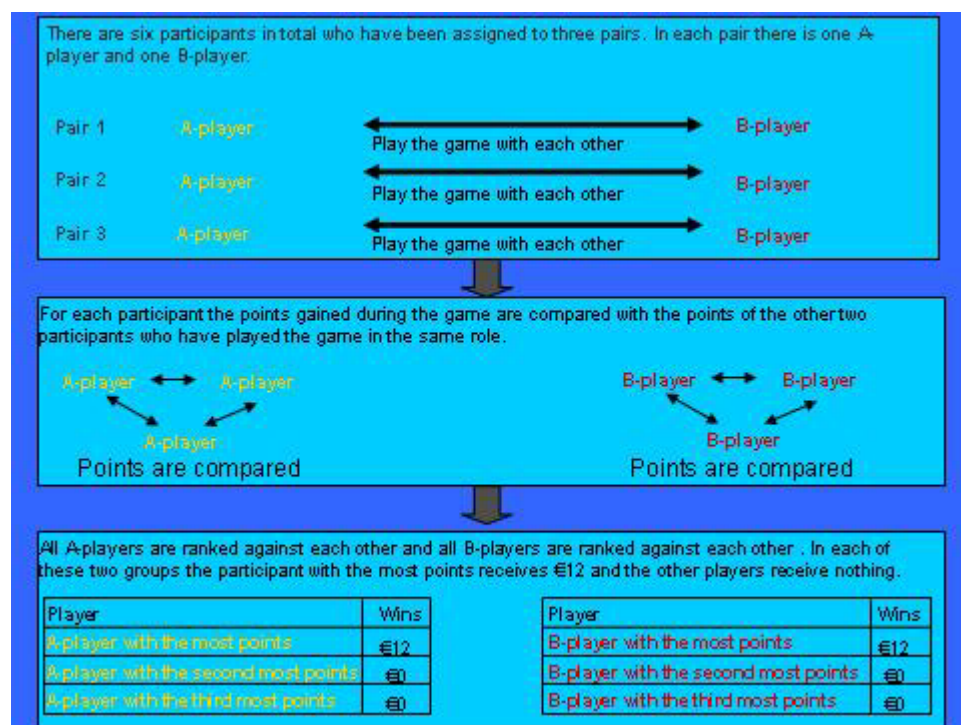 There are six participants in total who have been assigned to three pairs. In each pair there is one A-
player and one B-player.
Pair 1 A-player B-player
Play the game with each other
Pair 2 A-player B-player
Play the game with each other
Pair 3 A-player B-player
Play the game with each other
For each participant the points gained during the game are compared with the points of the other two
participants who have played the game in the same role.
A-player A-player B-player B-player
A-player B-player
Points are compared Points are compared
All A-players are ranked against each other and all B-players are ranked against each other . In each of
these two groups the participant with the most points receives €12 and the other players receive nothing.
Player Wins
A-player with the most points €12
A-player with the second most points €0
A-player with the third most points €0
Player Wins
B-player with the most points €12
B-player with the second most points €0
B-player with the third most points €0